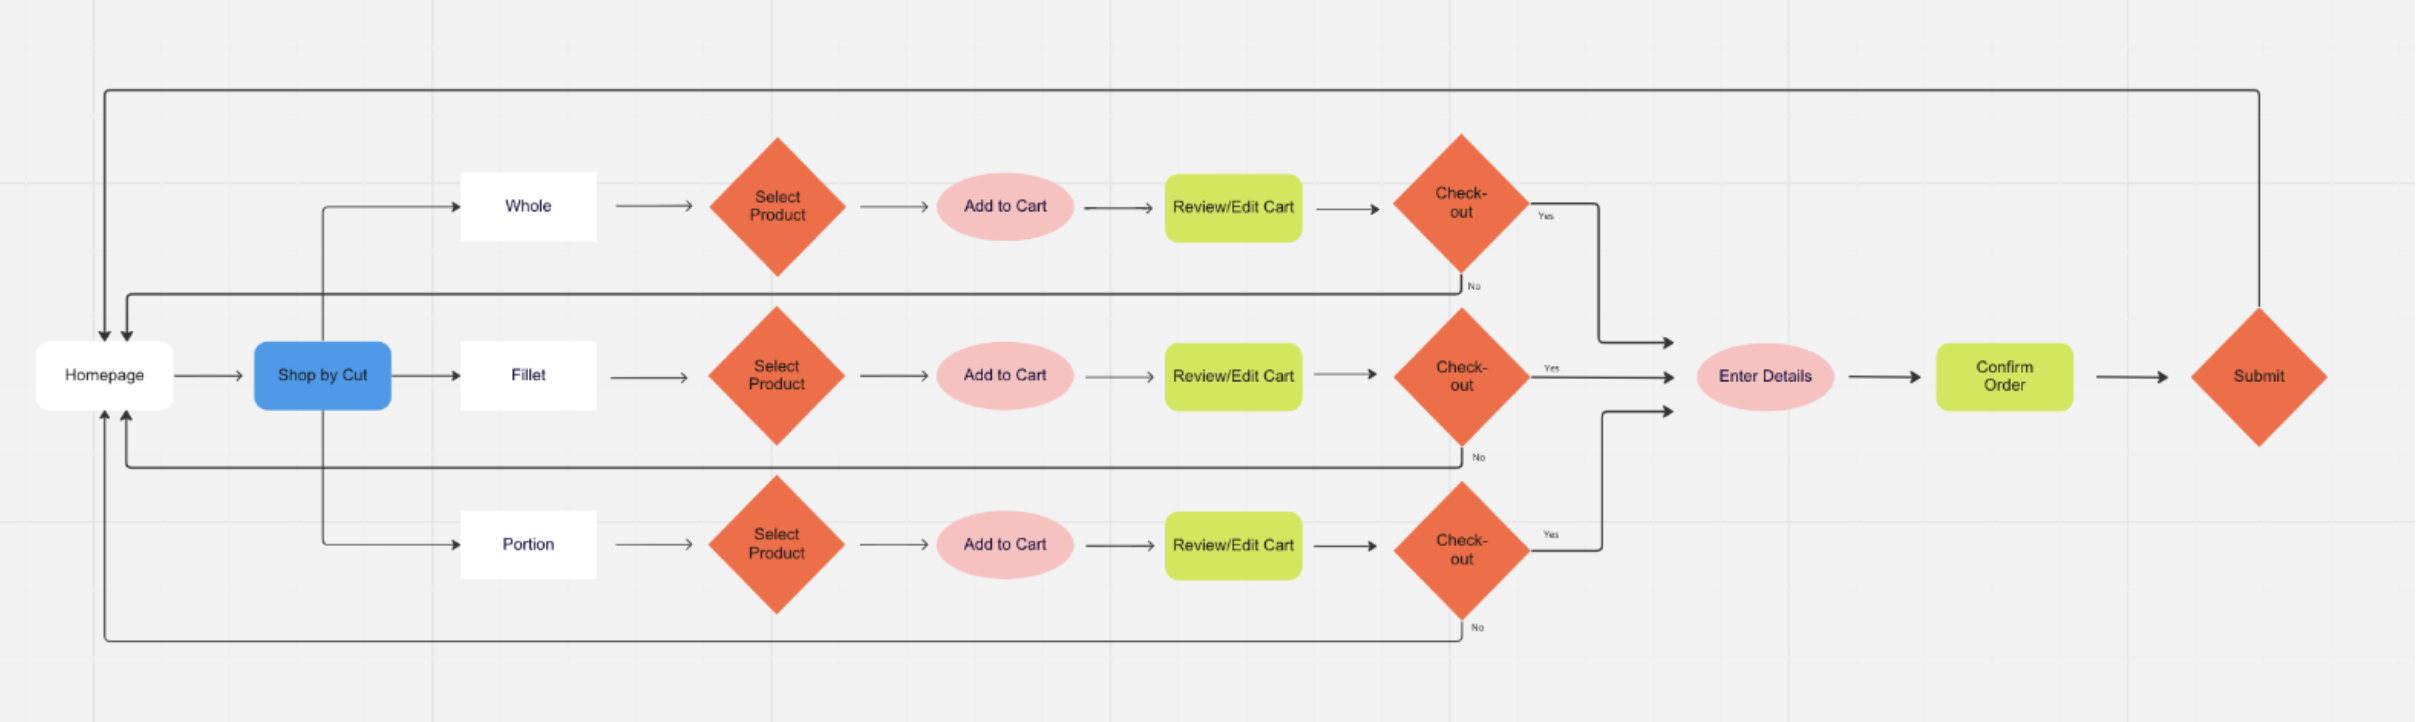 Whole
Select
Product
Add to Cart
Review/Edit Cart
Check-
out
Yes
No
Homepage
Shop by Cut
Fillet
Select
Product
Add to Cart
Review/Edit Cart
Check-
out
Yes
No
Enter Details
Confirm
Order
Submit
Portion
Select
Product
Add to Cart
Review/Edit Cart
Check-
out
Yes
No